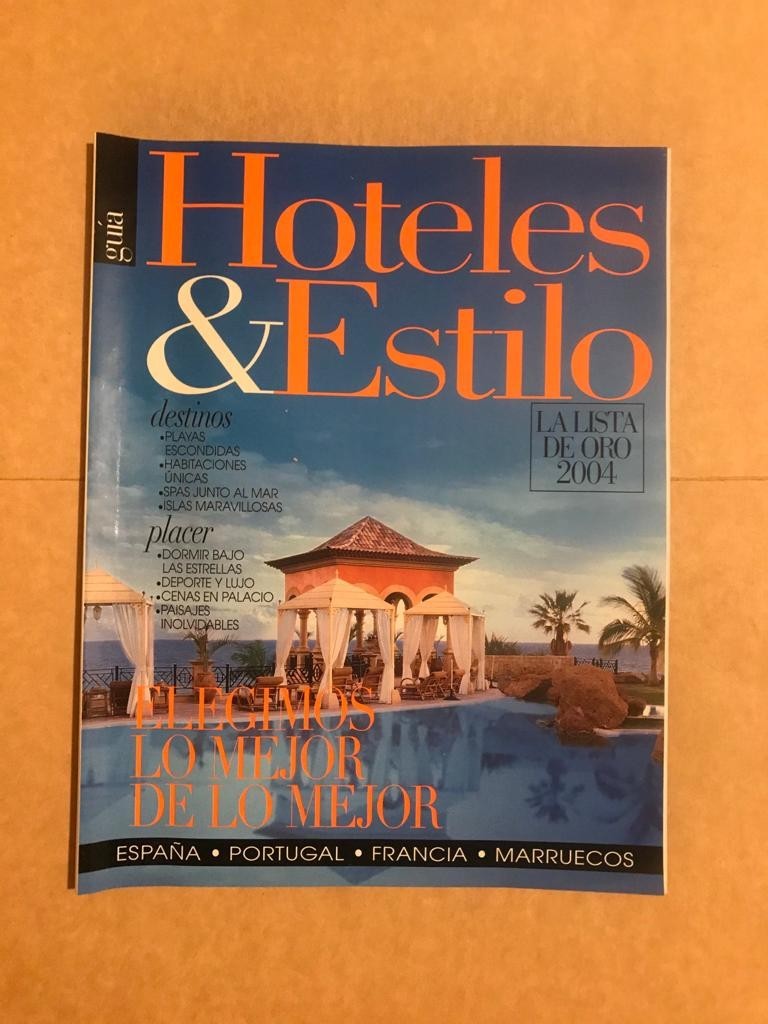 guía
Hoteles
&Estilo
destinos
•PLAYAS
ESCONDIDAS
•HABITACIONES
ÚNICAS
•SPAS JUNTO AL MAR
•ISLAS MARAVILLOSAS
LA LISTA
DE ORO
2004
placer
•DORMIR BAJO
LAS ESTRELLAS
•DEPORTE Y LUJO
•CENAS EN PALACIO
•PAISAJES
INOLVIDABLES
ELEGIMOS
LO MEJOR
DE LO MEJOR
ESPAÑA • PORTUGAL • FRANCIA • MARRUECOS